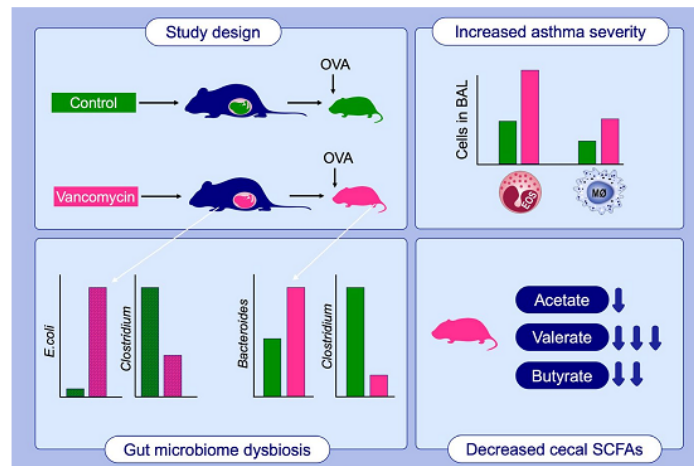 Study design
OVA
Control
OVA
Vancomycin
Increased asthma severity
Cells in BAL
EOS
MØ
E.coli
Clostridium
Bacteroides
Clostridium
Gut microbiome dysbiosis
Acetate
Valerate
Butyrate
Decreased cecal SCFAs